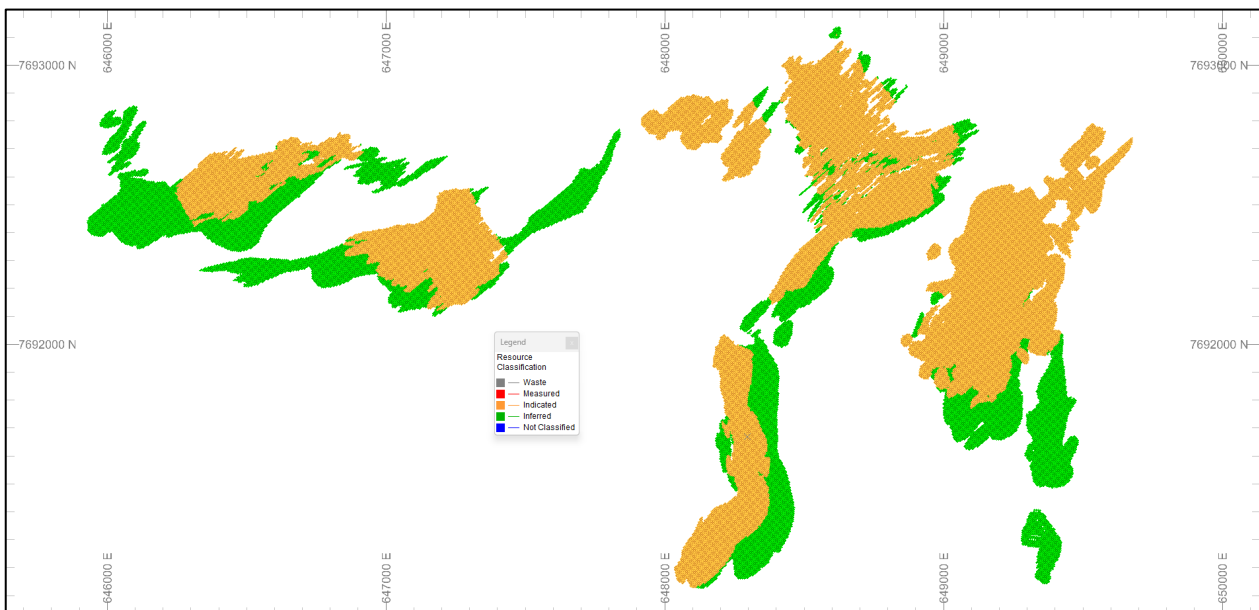 646000 E
647000 E
648000 E
649000 E
650000 E
7693000 N
7693000 N
7692000 N
7692000 N
Legend
Resource
Classification
Waste
Measured
Indicated
Inferred
Not Classified
646000 E
647000 E
648000 E
649000 E
650000 E